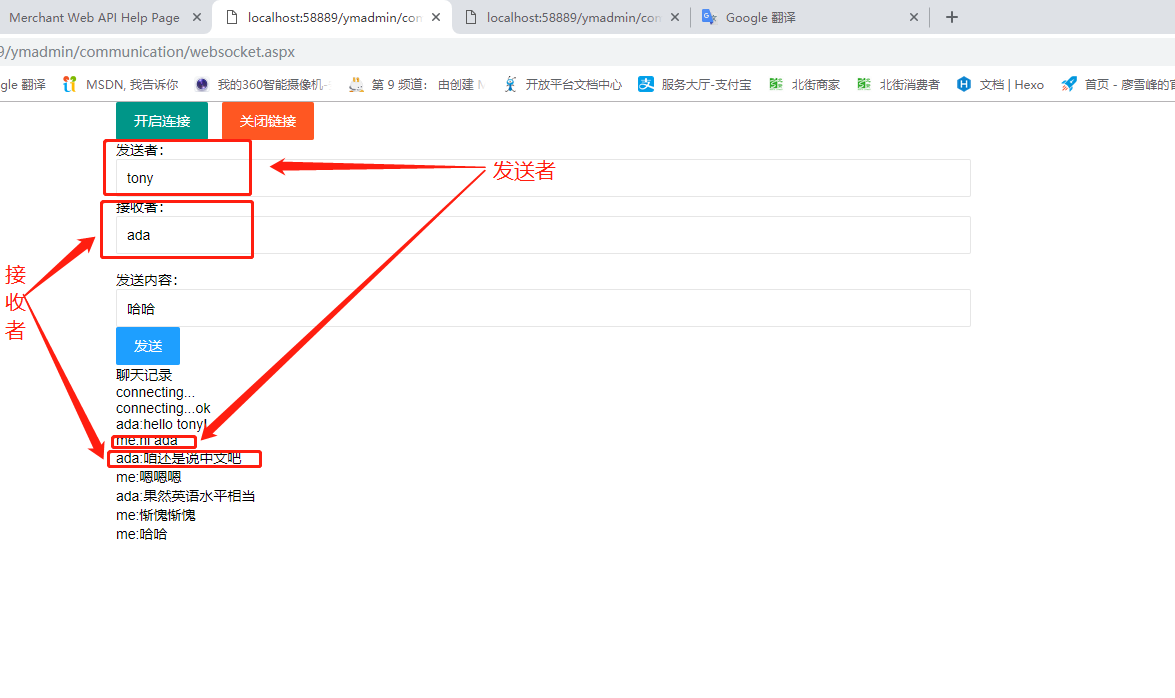 Merchant Web API Help Page
localhost:58889/ymadmin/con
localhost:58889/ymadmin/con
Google 翻译
9/ymadmin/communication/websocket.aspx
gle 翻译
MSDN, 我告诉你
我的360智能摄像机-
第 9 频道: 由创建
开放平台文档中心
服务大厅-支付宝
北街商家
北街消费者
文档 | Hexo
首页 - 廖雪峰的官
开启连接
关闭链接
发送者:
tony
发送者
接收者:
ada
接
收
者
发送内容:
哈哈
发送
聊天记录
connecting...
connecting...ok
ada:hello tony!
me:hi ada
ada:咱还是说中文吧
me:嗯嗯嗯
ada:果然英语水平相当
me:惭愧惭愧
me:哈哈